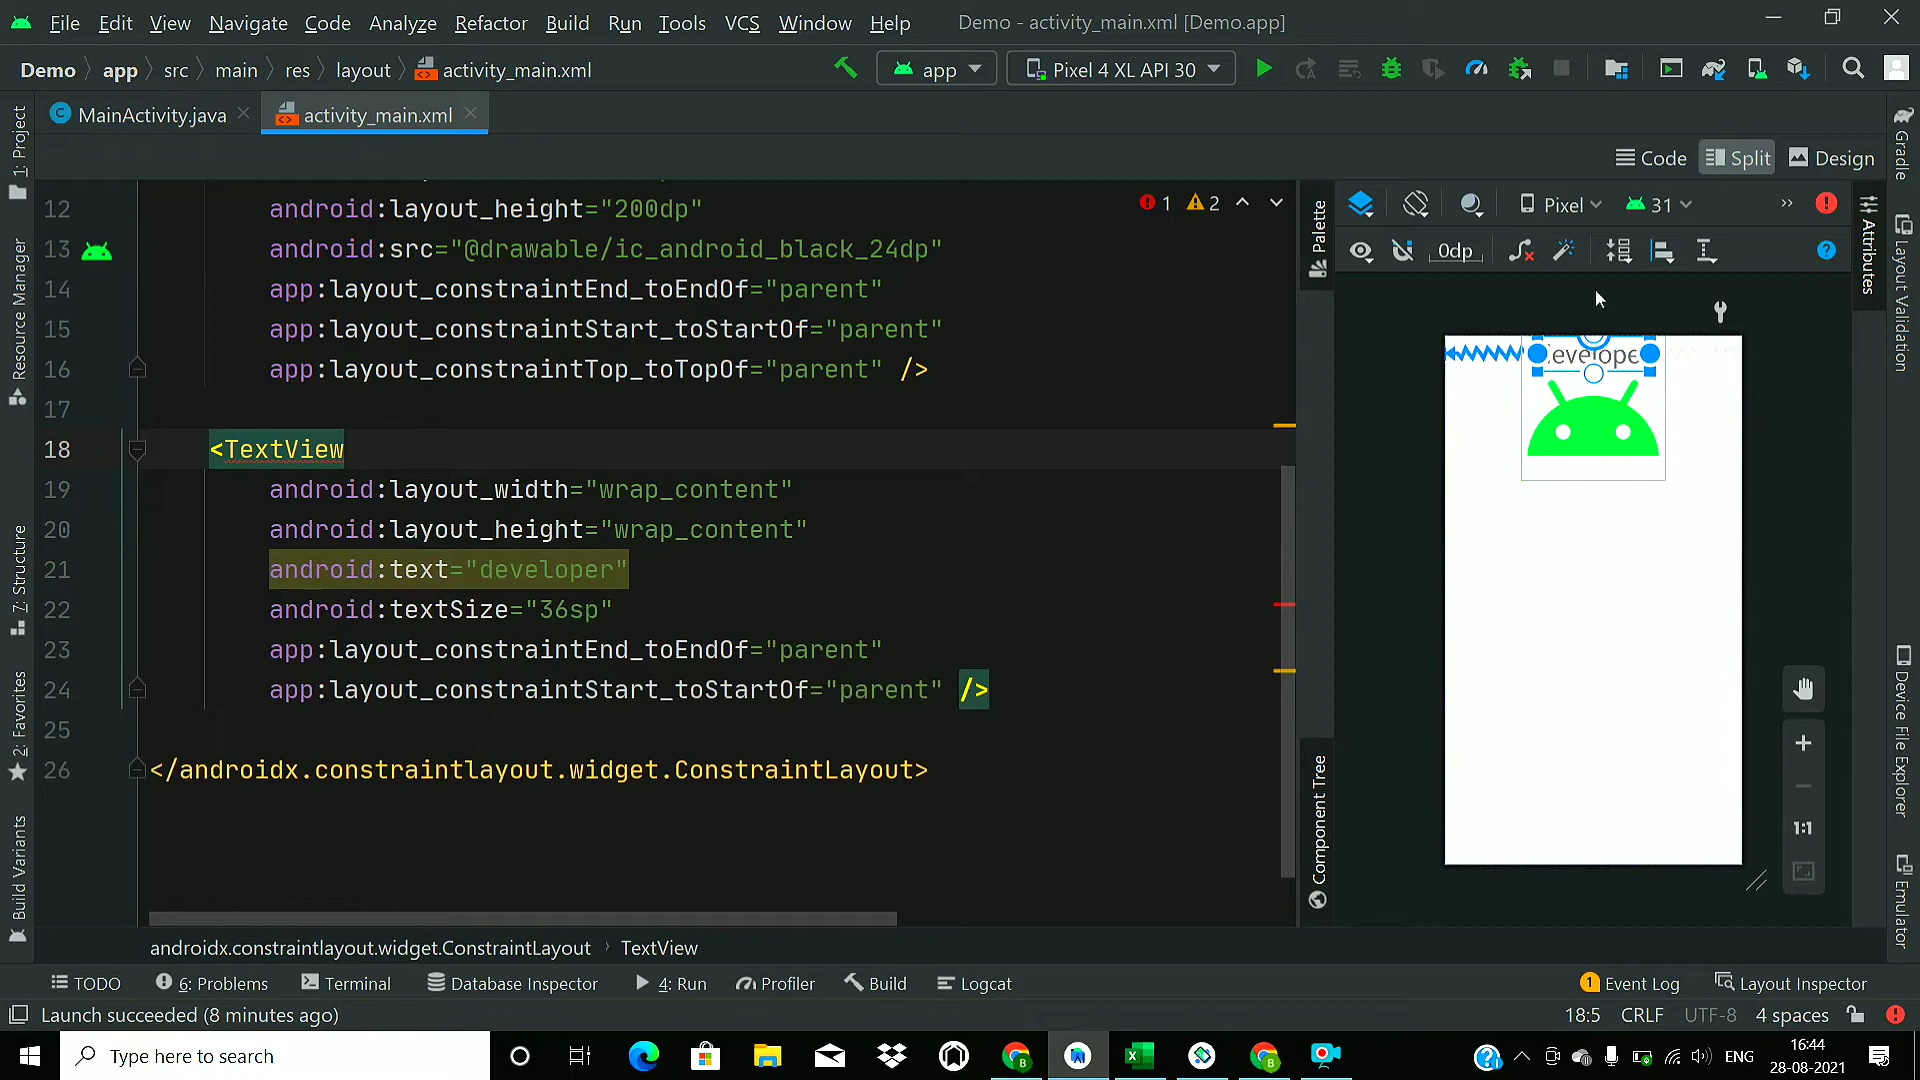 File Edit View Navigate Code Analyze Refactor Build Run Tools VCS Window Help Demo - activity_main.xml [Demo.app]
Demo app src main res layout activity_main.xml app Pixel 4 XL API 30
MainActivity.java activity_main.xml
Code Split Design
12 android:layout_height="200dp"
13 android:src="@drawable/ic_android_black_24dp"
14 app:layout_constraintEnd_toEndOf="parent"
15 app:layout_constraintStart_toStartOf="parent"
16 app:layout_constraintTop_toTopOf="parent" />
17
18 <TextView
19 android:layout_width="wrap_content"
20 android:layout_height="wrap_content"
21 android:text="developer"
22 android:textSize="36sp"
23 app:layout_constraintEnd_toEndOf="parent"
24 app:layout_constraintStart_toStartOf="parent" />
25
26 </androidx.constraintlayout.widget.ConstraintLayout>
1 2
Pixel 31
0dp
1:1
1: Project
Resource Manager
7: Structure
2: Favorites
Build Variants
Palette
Component Tree
Attributes
Gradle
Layout Validation
Device File Explorer
Emulator
androidx.constraintlayout.widget.ConstraintLayout TextView
TODO 6: Problems Terminal Database Inspector 4: Run Profiler Build Logcat 1 Event Log Layout Inspector
Launch succeeded (8 minutes ago) 18:5 CRLF UTF-8 4 spaces
Type here to search ENG
16:44
28-08-2021